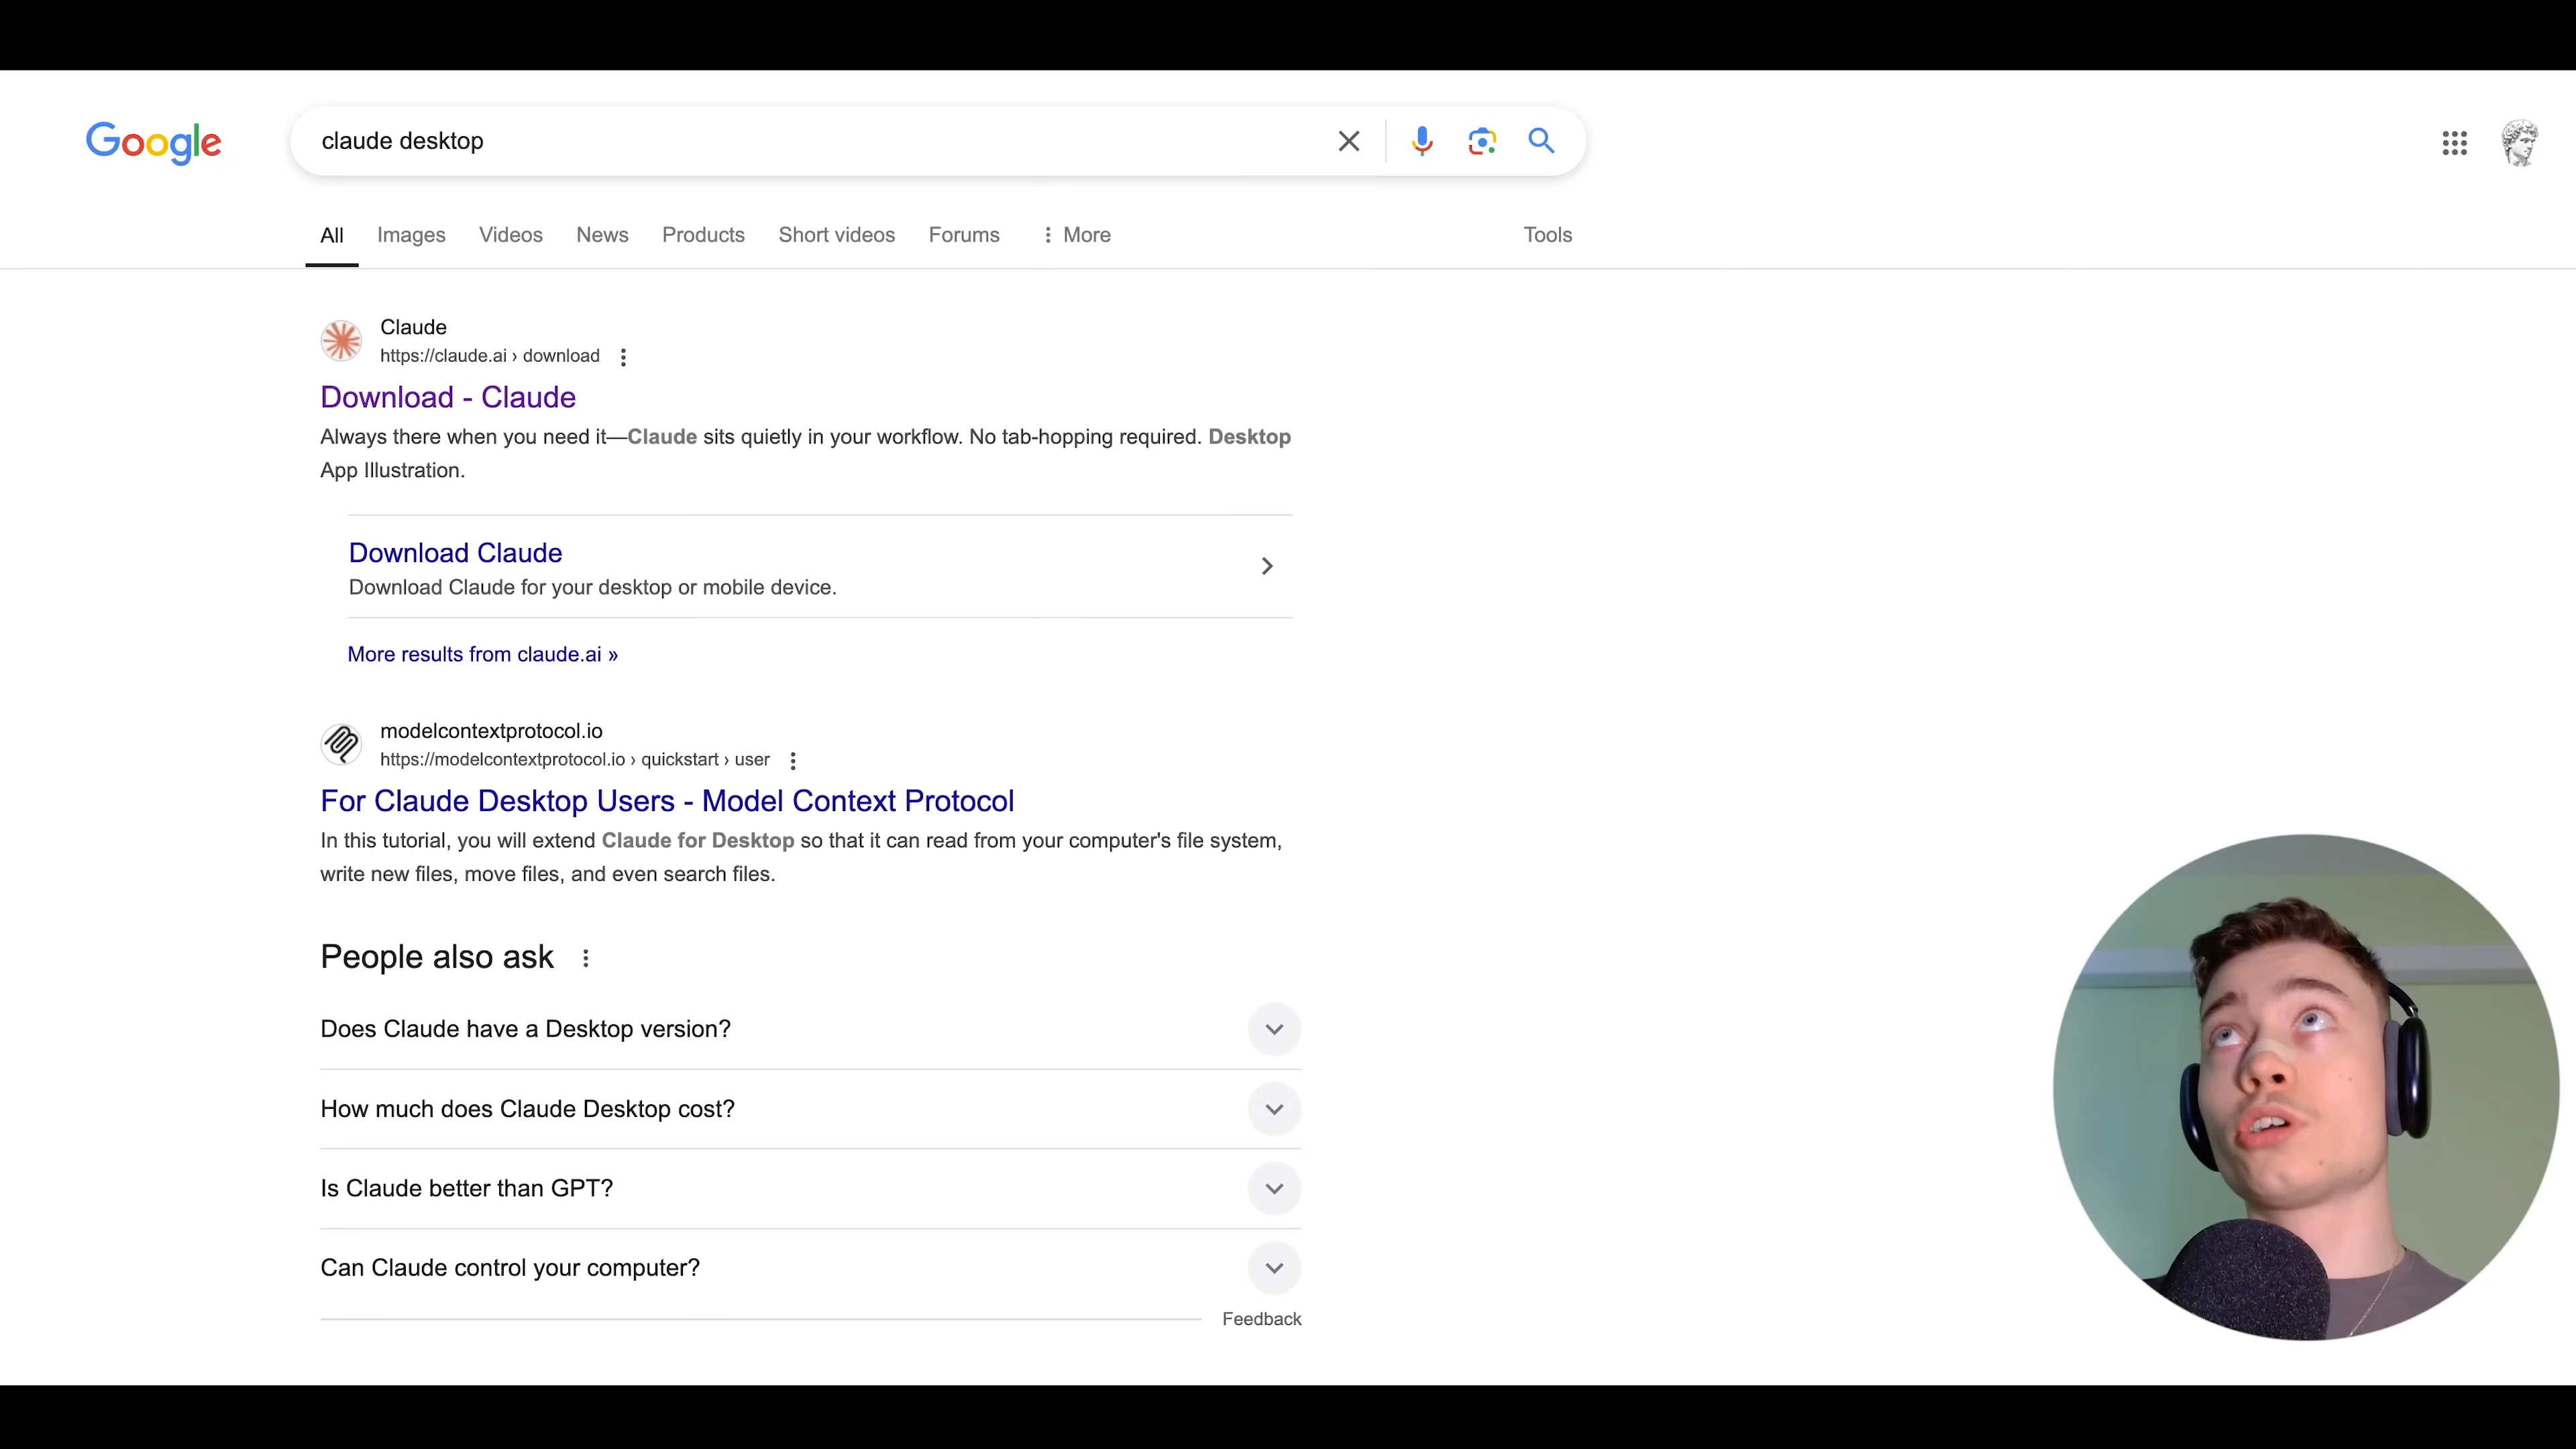 Google
claude desktop
All Images Videos News Products Short videos Forums More Tools
Claude
https://claude.ai › download
Download - Claude
Always there when you need it—Claude sits quietly in your workflow. No tab-hopping required. Desktop
App Illustration.
Download Claude
Download Claude for your desktop or mobile device.
More results from claude.ai »
modelcontextprotocol.io
https://modelcontextprotocol.io › quickstart › user
For Claude Desktop Users - Model Context Protocol
In this tutorial, you will extend Claude for Desktop so that it can read from your computer's file system,
write new files, move files, and even search files.
People also ask
Does Claude have a Desktop version?
How much does Claude Desktop cost?
Is Claude better than GPT?
Can Claude control your computer?
Feedback